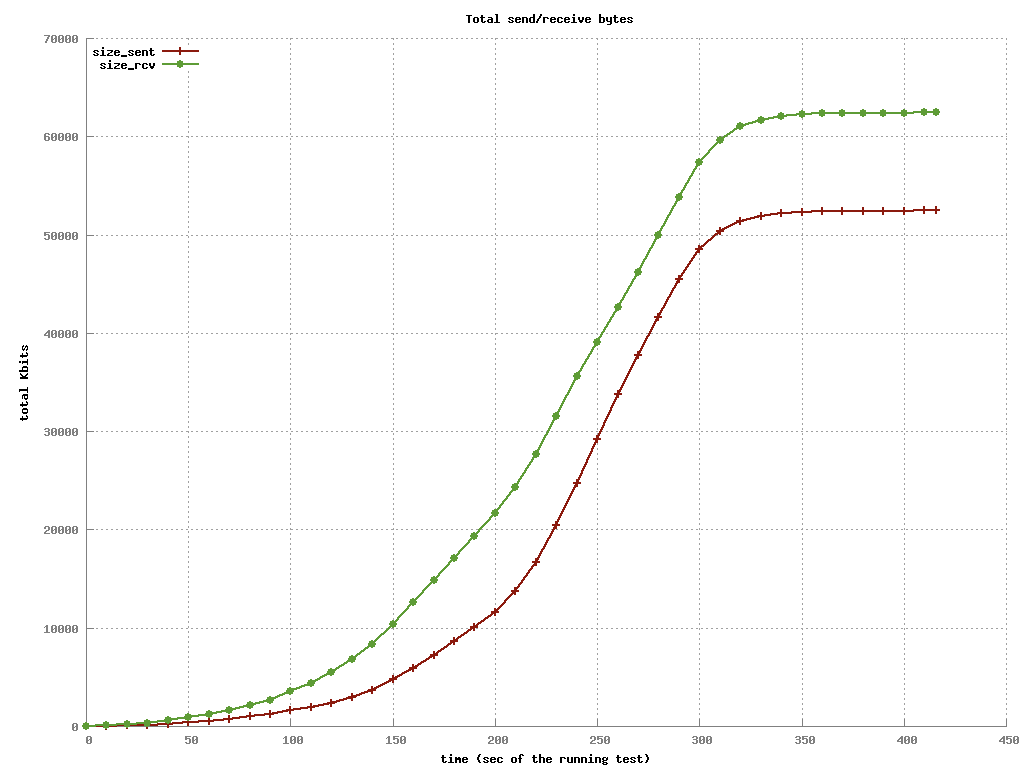 Total send/receive bytes
70000
size_sent
size_rcv
60000
50000
40000
total Kbits
30000
20000
10000
0
0 50 100 150 200 250 300 350 400 450
time (sec of the running test)